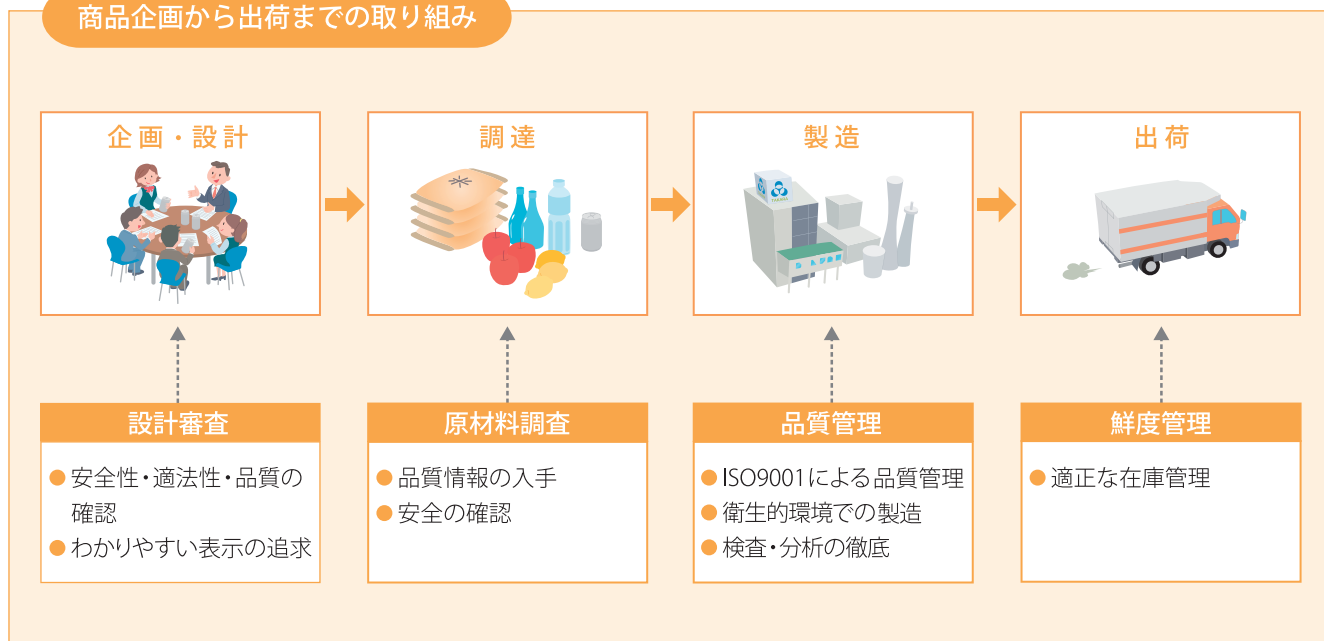 商品企画から出荷までの取り組み
企画・設計
調達
製造
出荷
TAKARA
設計審査
安全性・適法性・品質の
確認
わかりやすい表示の追求
原材料調査
品質情報の入手
安全の確認
品質管理
ISO9001による品質管理
衛生的環境での製造
検査・分析の徹底
鮮度管理
適正な在庫管理